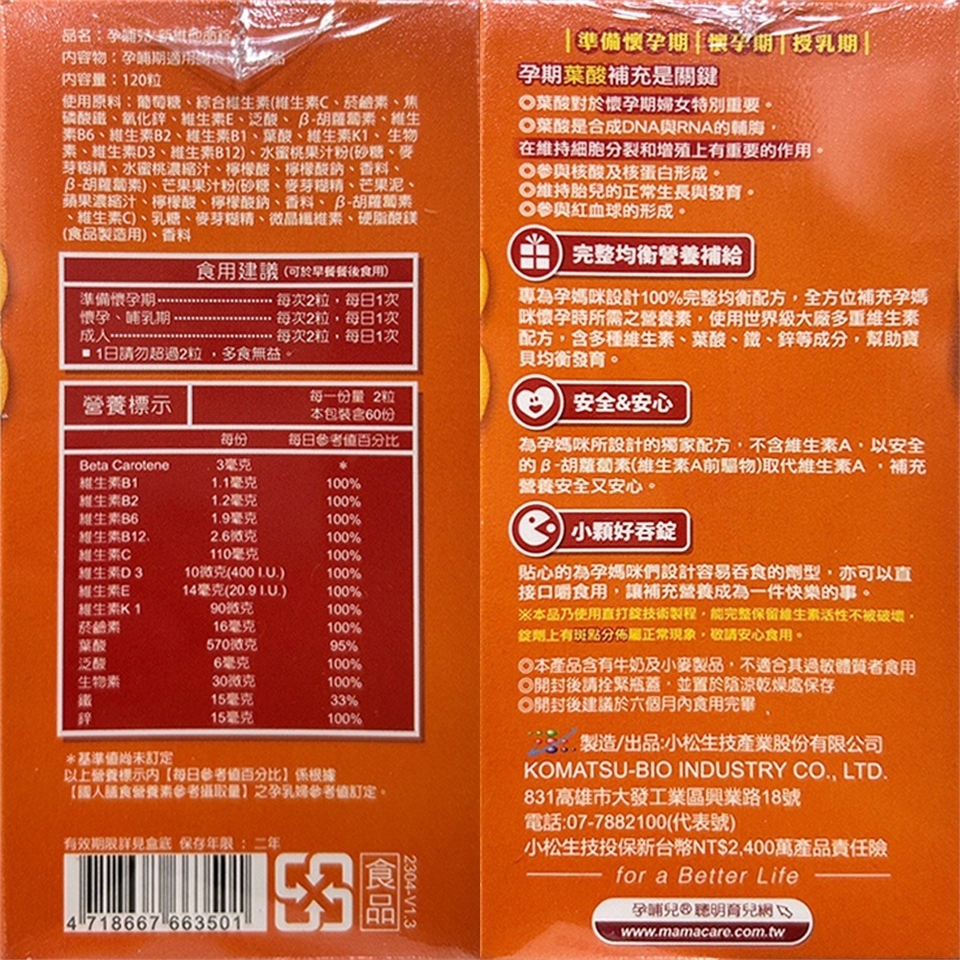 品名：孕哺兒
內容物：孕哺期適用
內容量：120粒
使用原料：葡萄糖、綜合維生素(維生素C、菸鹼素、焦
磷酸鐵、氧化鋅、維生素E、泛酸、β-胡蘿蔔素、維生
素B6、維生素B2、維生素B1、葉酸、維生素K1、生物
素、維生素D3、維生素B12)、水蜜桃果汁粉(砂糖、麥
芽糊精、水蜜桃濃縮汁、檸檬酸、檸檬酸鈉、香料、
β-胡蘿蔔素)、芒果果汁粉(砂糖、麥芽糊精、芒果泥、
蘋果濃縮汁、檸檬酸、檸檬酸鈉、香料、β-胡蘿蔔素
、維生素C)、乳糖、麥芽糊精、微晶纖維素、硬脂酸鎂
(食品製造用)、香料
食用建議(可於早餐餐後食用)
準備懷孕期⋯⋯⋯⋯⋯⋯每次2粒，每日1次
懷孕、哺乳期⋯⋯⋯⋯⋯每次2粒，每日1次
成人⋯⋯⋯⋯⋯⋯⋯⋯⋯每次2粒，每日1次
■ 1日請勿超過2粒，多食無益。
營養標示
每一份量 2粒
本包裝含60份
每份 每日參考值百分比
Beta Carotene 3毫克 *
維生素B1 1.1毫克 100%
維生素B2 1.2毫克 100%
維生素B6 1.9毫克 100%
維生素B12 2.6微克 100%
維生素C 110毫克 100%
維生素D 3 10微克(400 I.U.) 100%
維生素E 14毫克(20.9 I.U.) 100%
維生素K 1 90微克 100%
菸鹼素 16毫克 100%
葉酸 570微克 95%
泛酸 6毫克 100%
生物素 30微克 100%
鐵 15毫克 33%
鋅 15毫克 100%
*基準值尚未訂定
以上營養標示內【每日參考值百分比】係根據
【國人膳食營養素參考攝取量】之孕乳婦參考值訂定。
有效期限詳見盒底 保存年限：二年
4 718667 663501
食品
2304-V1.3
|準備懷孕期|懷孕期|授乳期|
孕期葉酸補充是關鍵
◎葉酸對於懷孕期婦女特別重要。
◎葉酸是合成DNA與RNA的輔脢，
在維持細胞分裂和增殖上有重要的作用。
◎參與核酸及核蛋白形成。
◎維持胎兒的正常生長與發育。
◎參與紅血球的形成。
完整均衡營養補給
專為孕媽咪設計100%完整均衡配方，全方位補充孕媽
咪懷孕時所需之營養素，使用世界級大廠多重維生素
配方，含多種維生素、葉酸、鐵、鋅等成分，幫助寶
貝均衡發育。
安全&安心
為孕媽咪所設計的獨家配方，不含維生素A，以安全
的β-胡蘿蔔素(維生素A前驅物)取代維生素A ，補充
營養安全又安心。
小顆好吞錠
貼心的為孕媽咪們設計容易吞食的劑型，亦可以直
接口嚼食用，讓補充營養成為一件快樂的事。
※本品乃使用直打錠技術製程，能完整保留維生素活性不被破壞，
錠劑上有斑點分佈屬正常現象，敬請安心食用。
◎本產品含有牛奶及小麥製品，不適合其過敏體質者食用
◎開封後請拴緊瓶蓋，並置於陰涼乾燥處保存
◎開封後建議於六個月內食用完畢
製造/出品:小松生技產業股份有限公司
KOMATSU-BIO INDUSTRY CO., LTD.
831高雄市大發工業區興業路18號
電話:07-7882100(代表號)
小松生技投保新台幣NT$2,400萬產品責任險
for a Better Life
孕哺兒®聰明育兒網
www.mamacare.com.tw